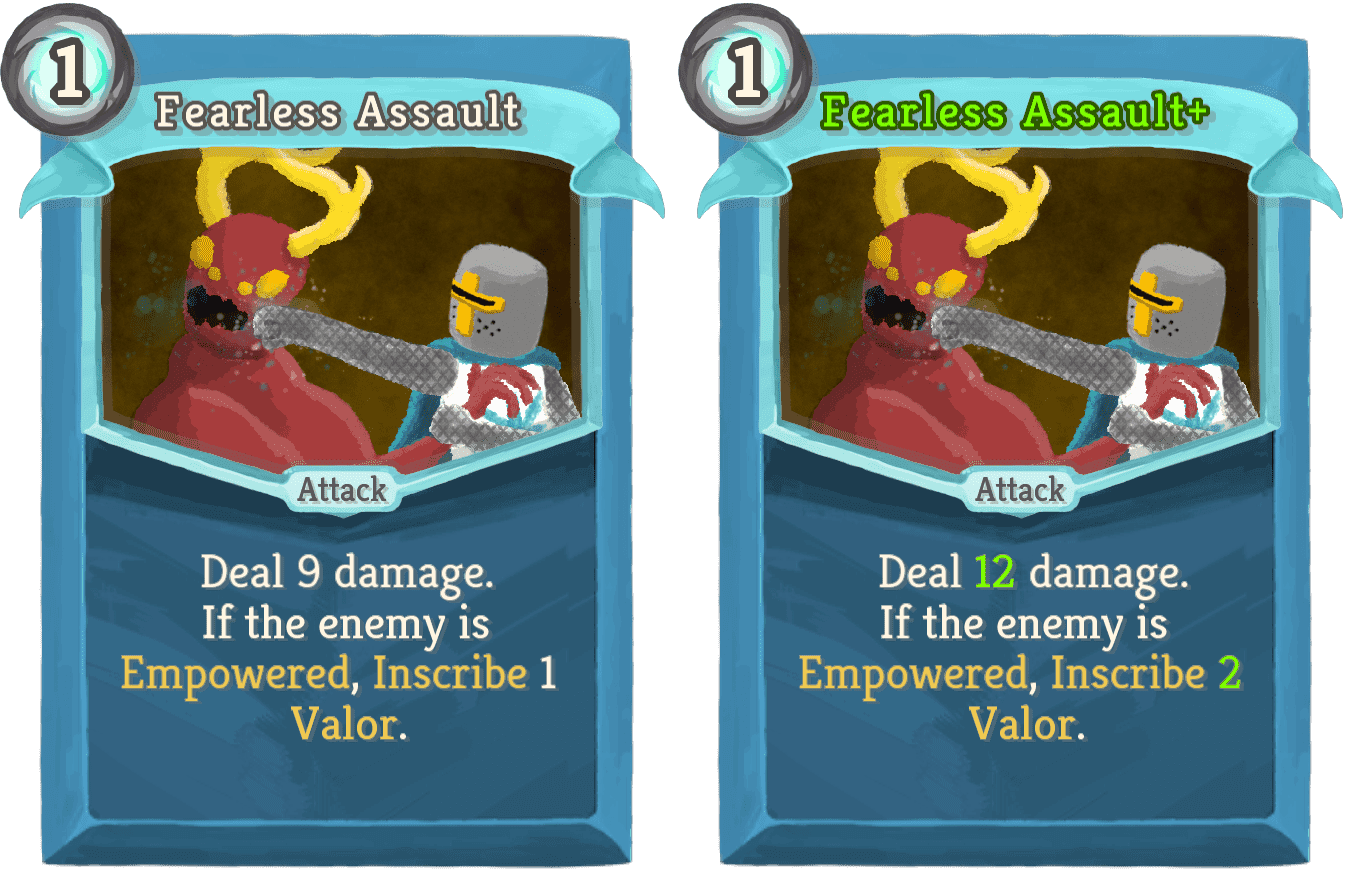 1
Fearless Assault
Attack
Deal 9 damage.
If the enemy is
Empowered, Inscribe 1
Valor.
1
Fearless Assault+
Attack
Deal 12 damage.
If the enemy is
Empowered, Inscribe 2
Valor.